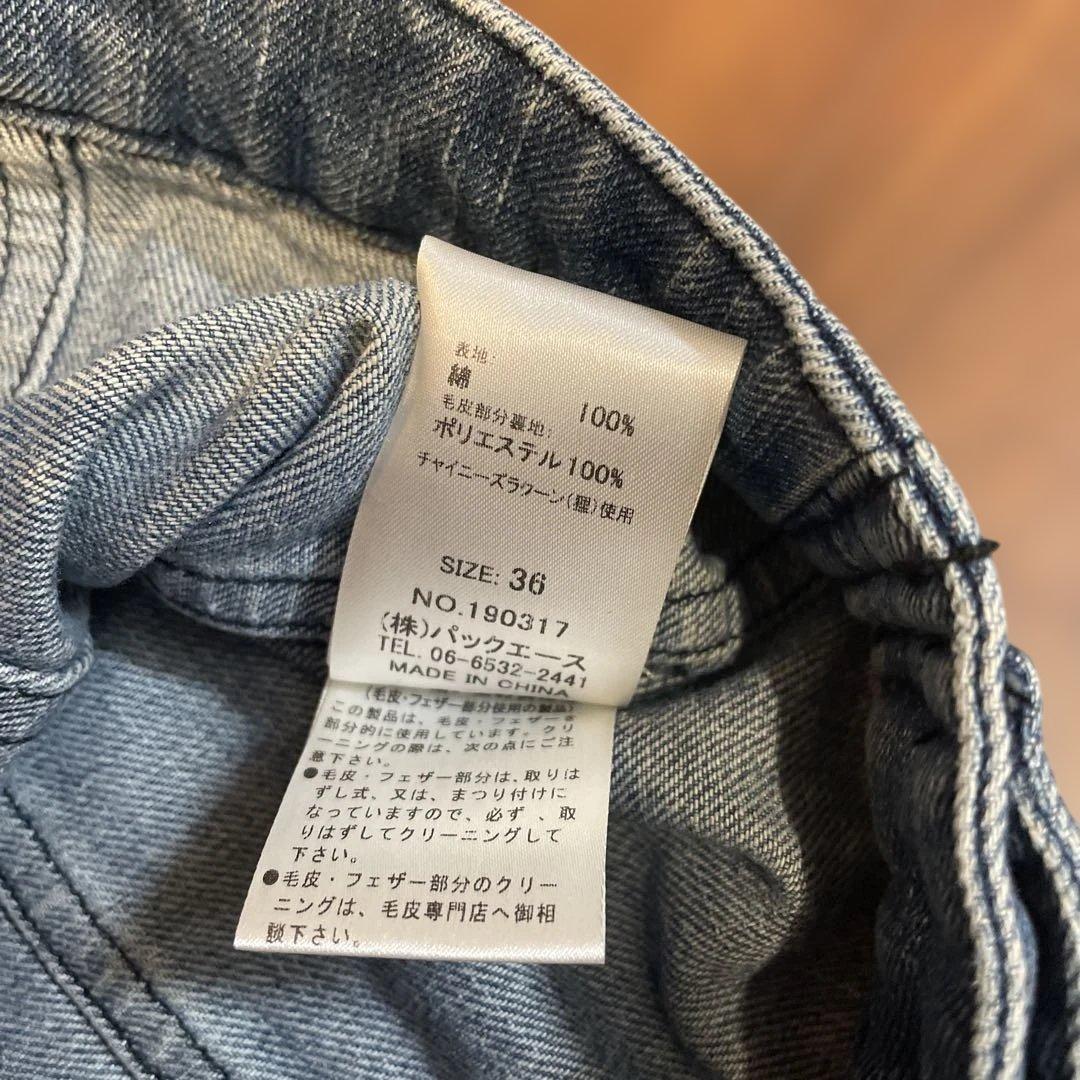 表地:
綿 100%
毛皮部分裏地:
ポリエステル100%
チャイニーズラクーン(狸)使用
SIZE: 36
NO.190317
(株)パックエース
TEL. 06-6532-2441
MADE IN CHINA
(毛皮・フェザー部分使用の製品)
この製品は、毛皮・フェザーを
部分的に使用しています。クリ
ーニングの際は、次の点にご注
意下さい。
●毛皮・フェザー部分は、取りは
ずし式、又は、まつり付けに
なっていますので、必ず、取
りはずしてクリーニングして
下さい。
●毛皮・フェザー部分のクリー
ニングは、毛皮専門店へ御相
談下さい。